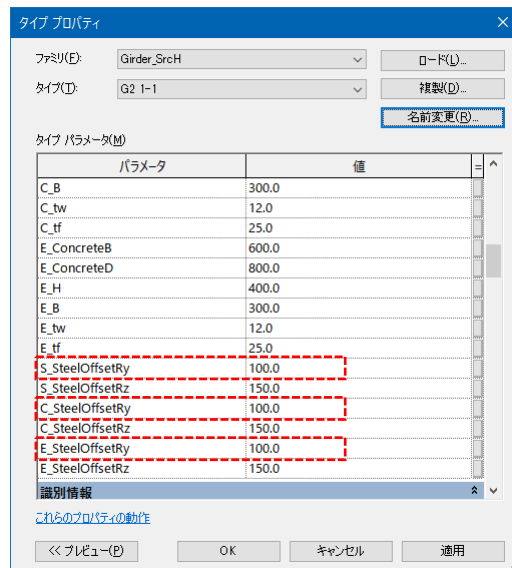 タイプ プロパティ
ファミリ(F): Girder_SrcH ロード(L)...
タイプ(T): G2 1-1 複製(D)...
名前変更(R)...
タイプ パラメータ(M)
パラメータ 値 =
C_B 300.0
C_tw 12.0
C_tf 25.0
E_ConcreteB 600.0
E_ConcreteD 800.0
E_H 400.0
E_B 300.0
E_tw 12.0
E_tf 25.0
S_SteelOffsetRy 100.0
S_SteelOffsetRz 150.0
C_SteelOffsetRy 100.0
C_SteelOffsetRz 150.0
E_SteelOffsetRy 100.0
E_SteelOffsetRz 150.0
識別情報
これらのプロパティの動作
<< プレビュー(P) OK キャンセル 適用